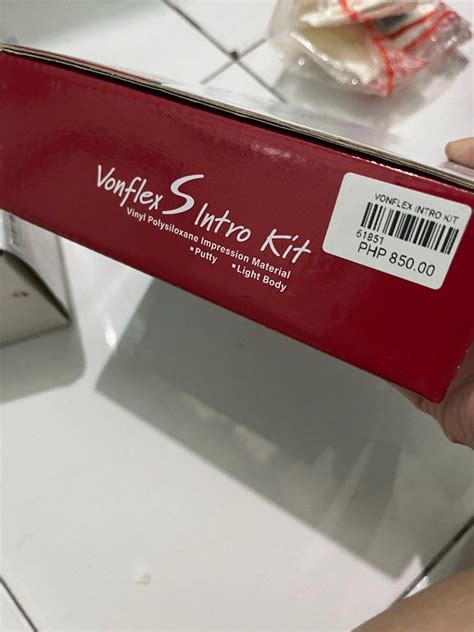 Vonflex S Intro Kit
Vinyl Polysiloxane Impression Material
•Putty •Light Body
VONFLEX INTRO KIT
61851
PHP 850.00